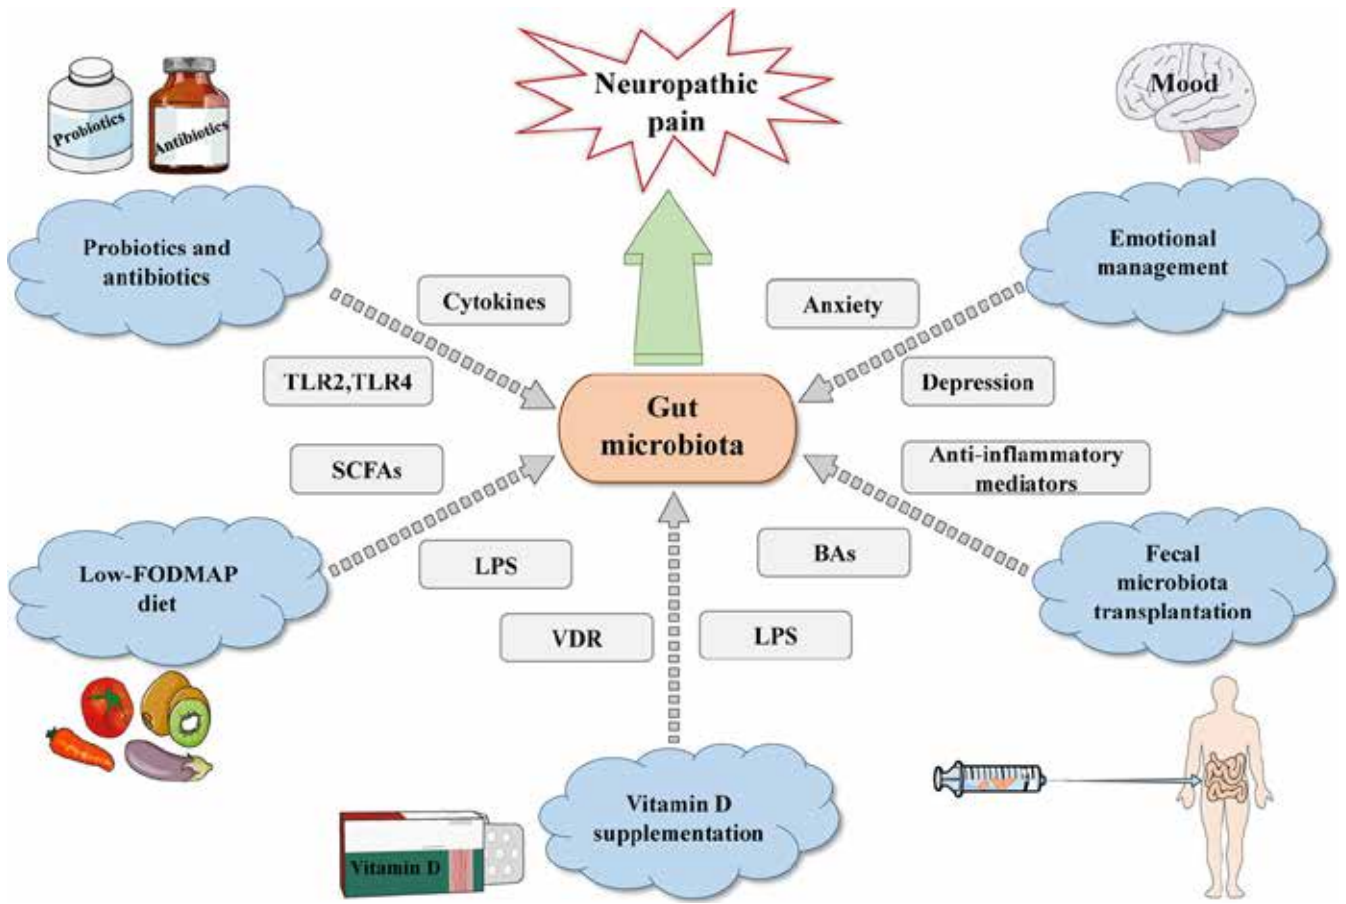 Neuropathic
pain
Mood
Probiotics
Antibiotics
Probiotics and
antibiotics
Emotional
management
Cytokines
Anxiety
TLR2,TLR4
Depression
Gut
microbiota
SCFAs
Anti-inflammatory
mediators
LPS
BAs
Low-FODMAP
diet
Fecal
microbiota
transplantation
VDR
LPS
Vitamin D
supplementation
Vitamin D